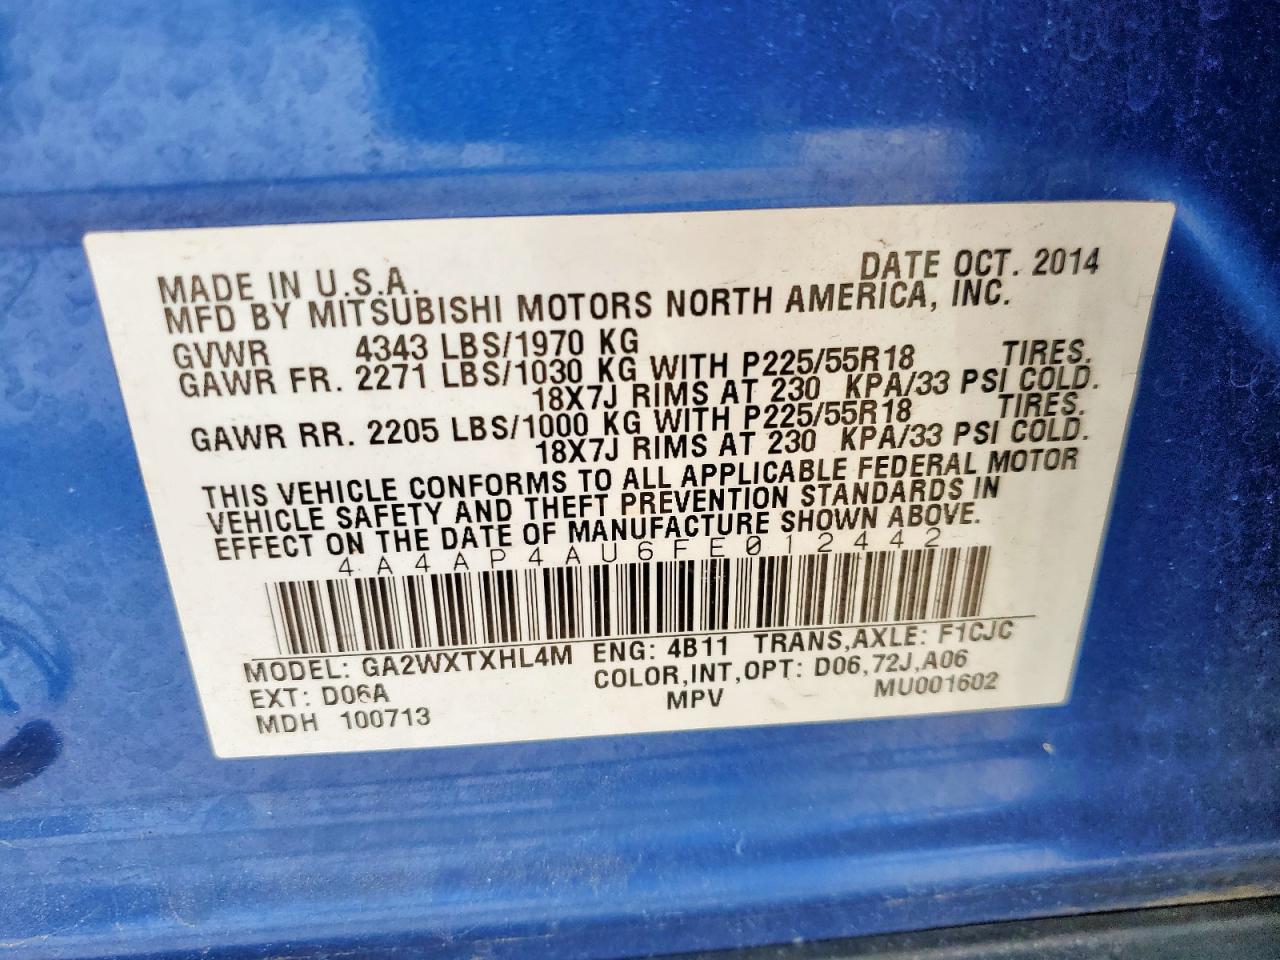 MADE IN U.S.A. DATE OCT. 2014
MFD BY MITSUBISHI MOTORS NORTH AMERICA, INC.
GVWR 4343 LBS/1970 KG
GAWR FR. 2271 LBS/1030 KG WITH P225/55R18 TIRES.
18X7J RIMS AT 230 KPA/33 PSI COLD.
GAWR RR. 2205 LBS/1000 KG WITH P225/55R18 TIRES.
18X7J RIMS AT 230 KPA/33 PSI COLD.
THIS VEHICLE CONFORMS TO ALL APPLICABLE FEDERAL MOTOR
VEHICLE SAFETY AND THEFT PREVENTION STANDARDS IN
EFFECT ON THE DATE OF MANUFACTURE SHOWN ABOVE.
4A4AP4AU6FE012442
MODEL: GA2WXTXHL4M ENG: 4B11 TRANS,AXLE: F1CJC
EXT: D06A COLOR,INT,OPT: D06,72J,A06
MDH 100713 MPV MU001602